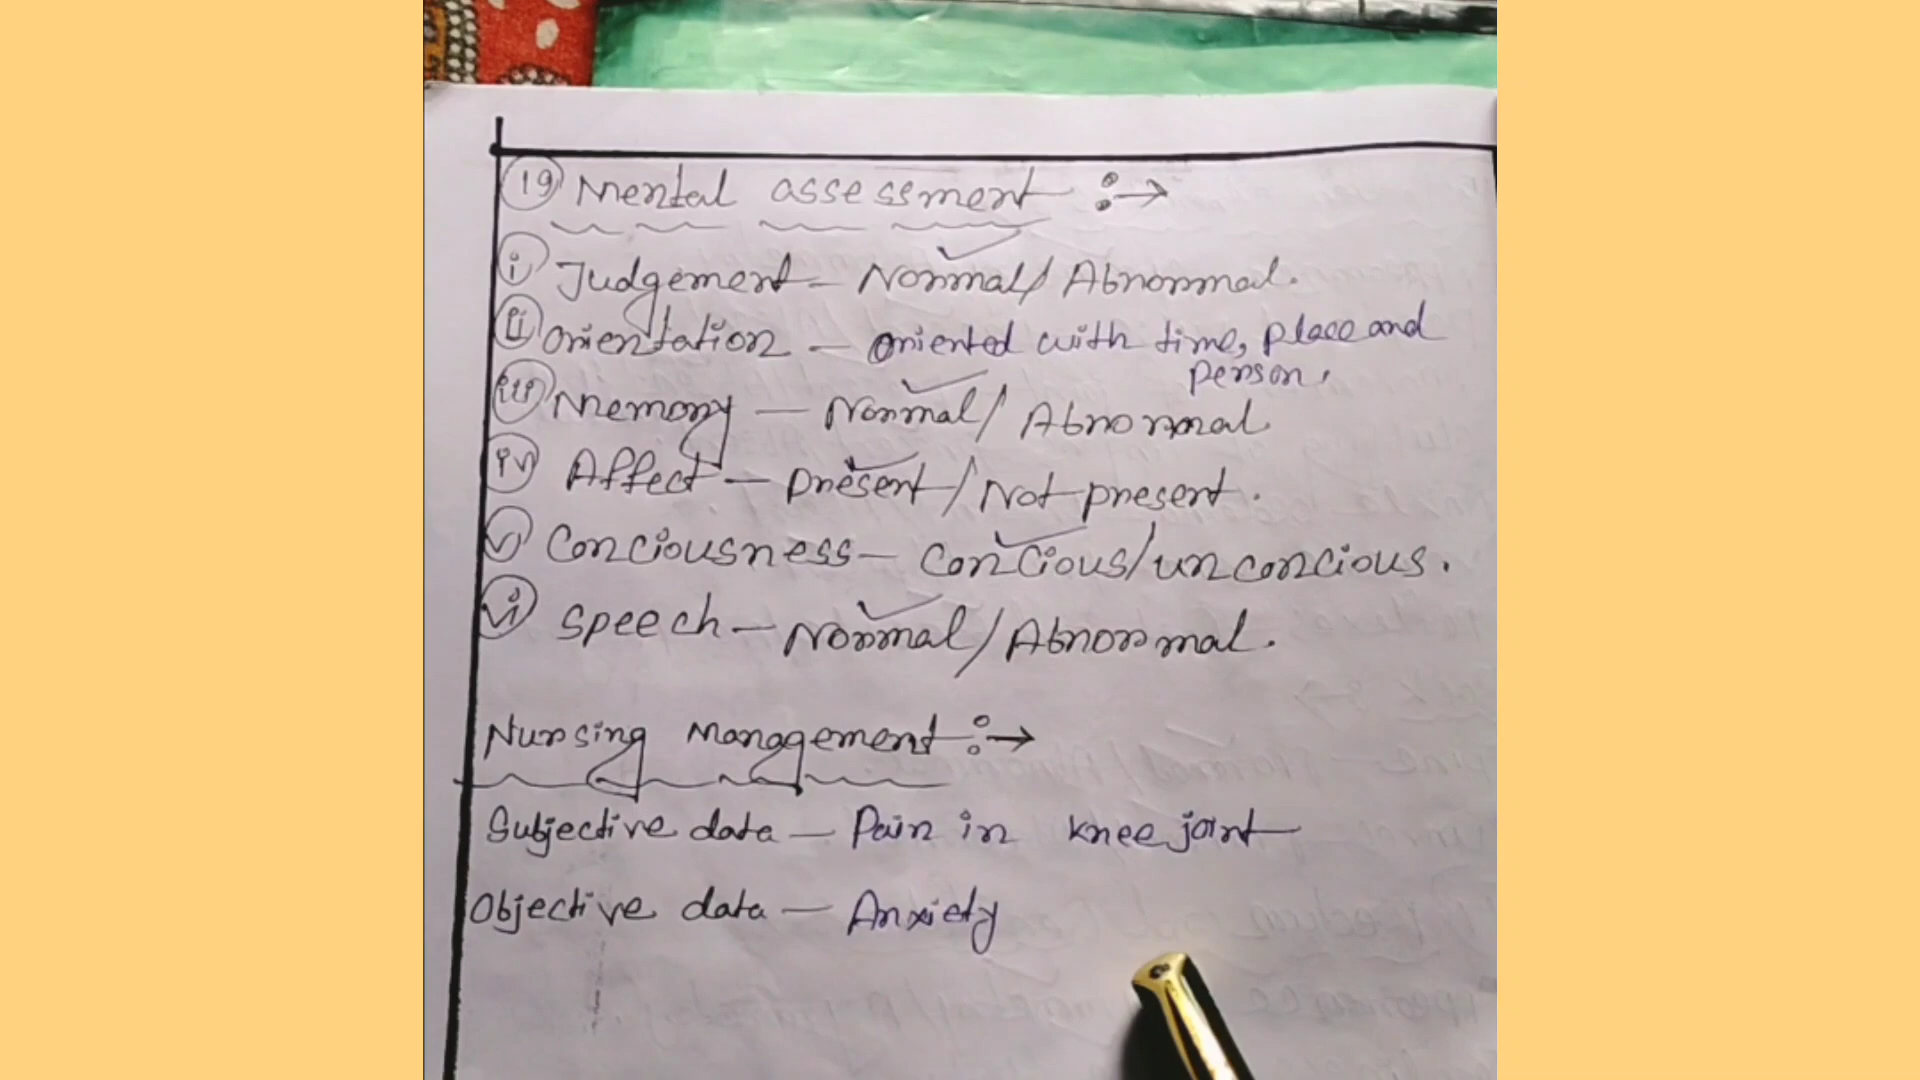 19 Mental assessment :→
i Judgement - Normal / Abnormal.
ii Orientation - Oriented with time, place and
person.
iii Memory - Normal / Abnormal.
iv Affect - Present / Not present.
v Conciousness - Concious/unconcious.
vi Speech - Normal / Abnormal.
Nursing Management :→
Subjective data - Pain in knee joint
Objective data - Anxiety